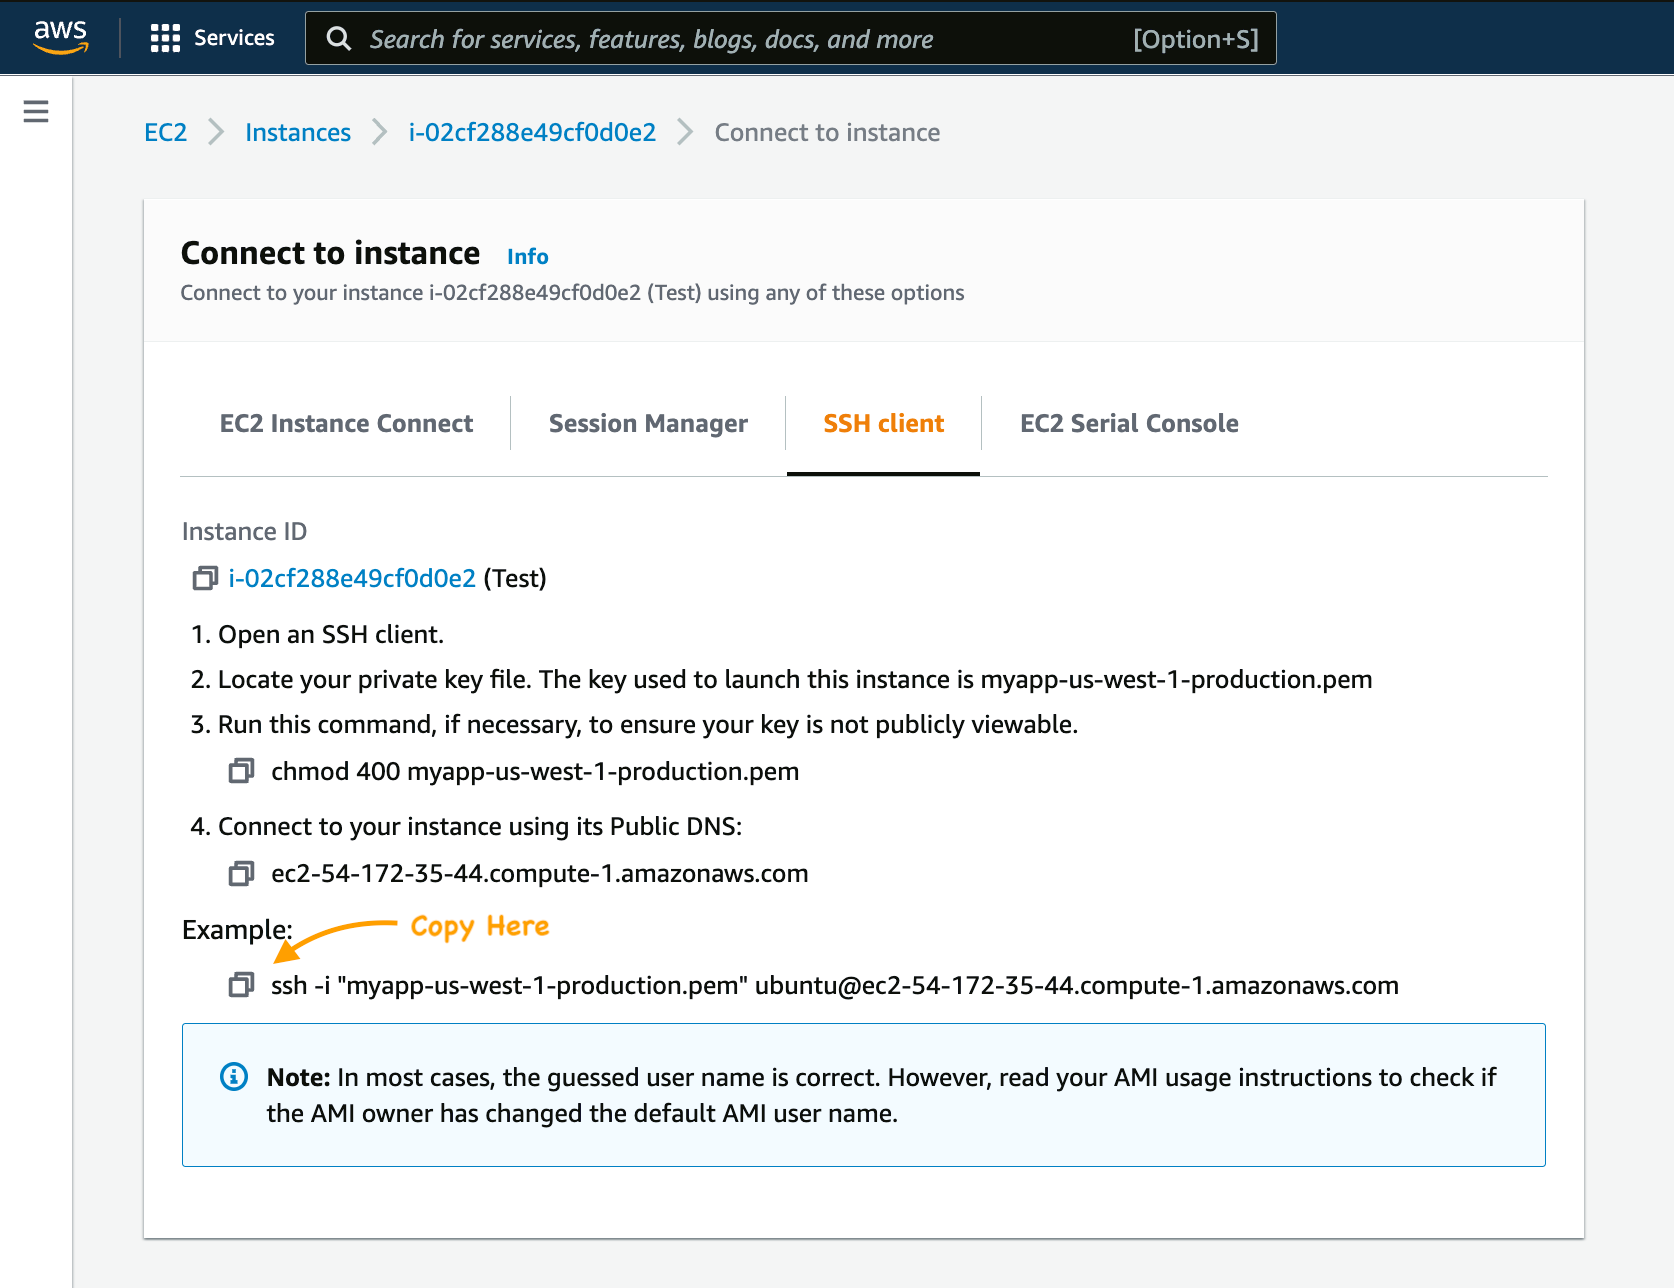 aws
Services
Search for services, features, blogs, docs, and more [Option+S]
EC2 Instances i-02cf288e49cf0d0e2 Connect to instance
Connect to instance Info
Connect to your instance i-02cf288e49cf0d0e2 (Test) using any of these options
EC2 Instance Connect Session Manager SSH client EC2 Serial Console
Instance ID
i-02cf288e49cf0d0e2 (Test)
1. Open an SSH client.
2. Locate your private key file. The key used to launch this instance is myapp-us-west-1-production.pem
3. Run this command, if necessary, to ensure your key is not publicly viewable.
chmod 400 myapp-us-west-1-production.pem
4. Connect to your instance using its Public DNS:
ec2-54-172-35-44.compute-1.amazonaws.com
Example:
Copy Here
ssh -i "myapp-us-west-1-production.pem" ubuntu@ec2-54-172-35-44.compute-1.amazonaws.com
Note: In most cases, the guessed user name is correct. However, read your AMI usage instructions to check if
the AMI owner has changed the default AMI user name.